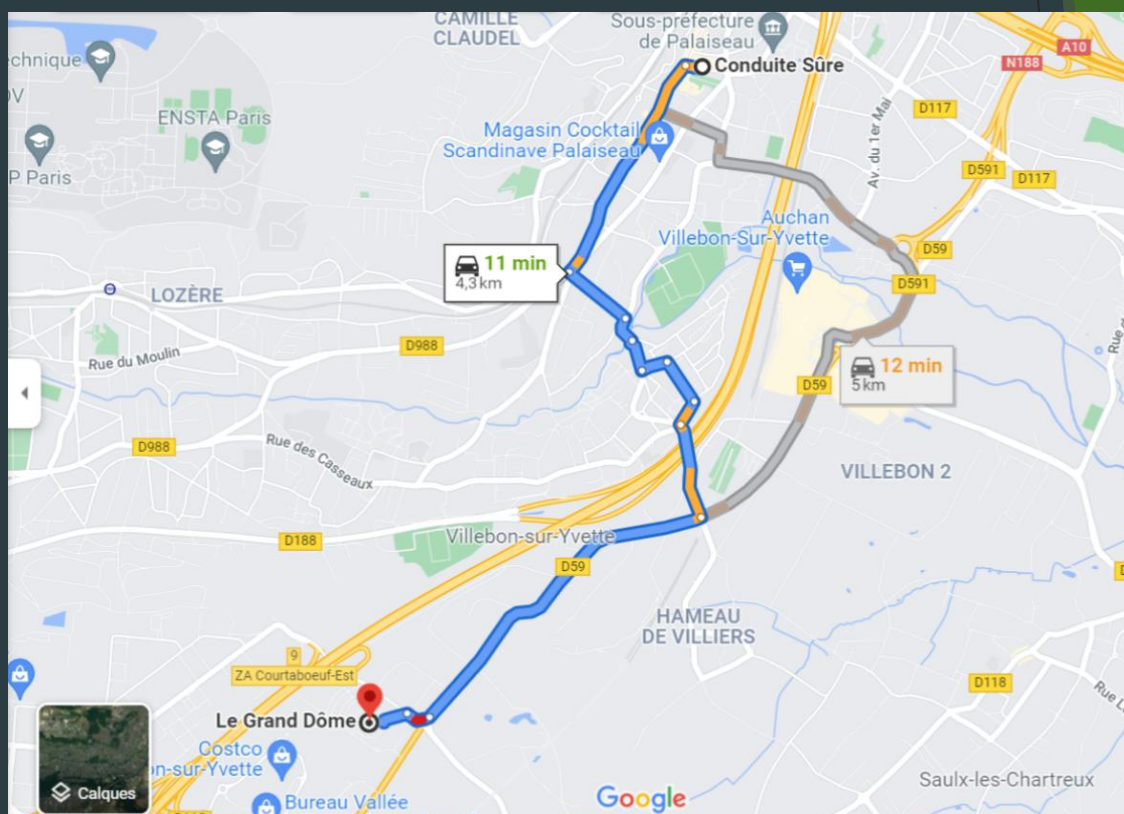 CAMILLE
CLAUDEL
Sous-préfecture
de Palaiseau
A10
N188
echnique
Conduite Sûre
OV
ENSTA Paris
D117
Magasin Cocktail
Scandinave Palaiseau
Av. du 1er Mai
P Paris
D591
D117
Auchan
Villebon-Sur-Yvette
D59
11 min
4,3 km
D591
LOZÈRE
Rue du Moulin
D988
12 min
5 km
D59
D988
Rue des Casseaux
VILLEBON 2
D188
Villebon-sur-Yvette
D59
HAMEAU
DE VILLIERS
9
ZA Courtaboeuf-Est
D118
Le Grand Dôme
Costco
on-sur-Yvette
Calques
Bureau Vallée
Google
Saulx-les-Chartreux